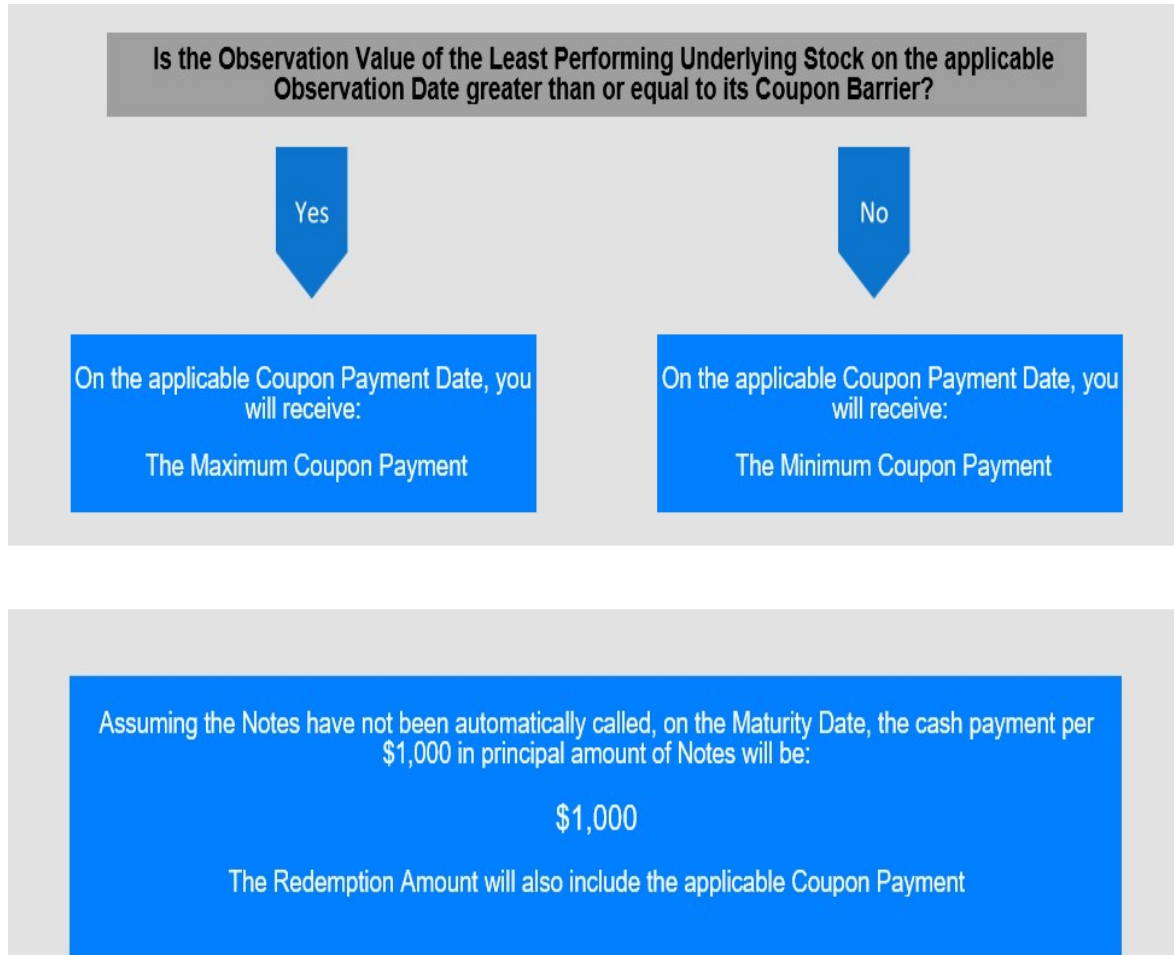 Is the Observation Value of the Least Performing Underlying Stock on the applicable
Observation Date greater than or equal to its Coupon Barrier?
Yes
No
On the applicable Coupon Payment Date, you
will receive:
The Maximum Coupon Payment
On the applicable Coupon Payment Date, you
will receive:
The Minimum Coupon Payment
Assuming the Notes have not been automatically called, on the Maturity Date, the cash payment per
$1,000 in principal amount of Notes will be:
$1,000
The Redemption Amount will also include the applicable Coupon Payment